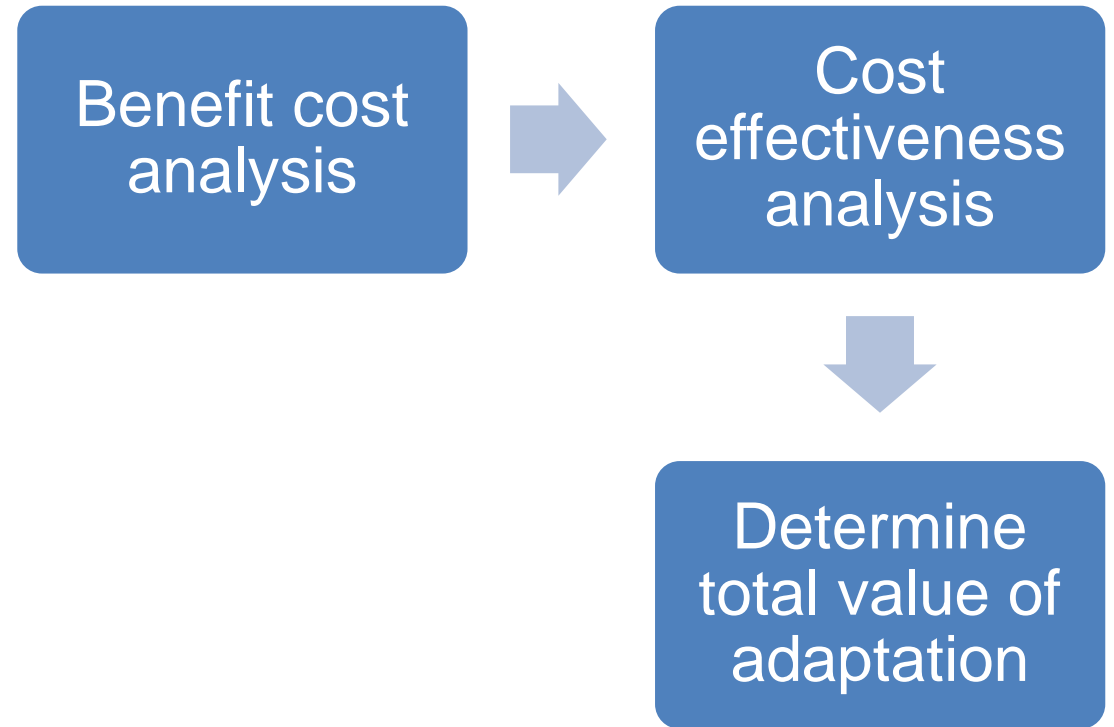 Benefit cost
analysis
Cost
effectiveness
analysis
Determine
total value of
adaptation